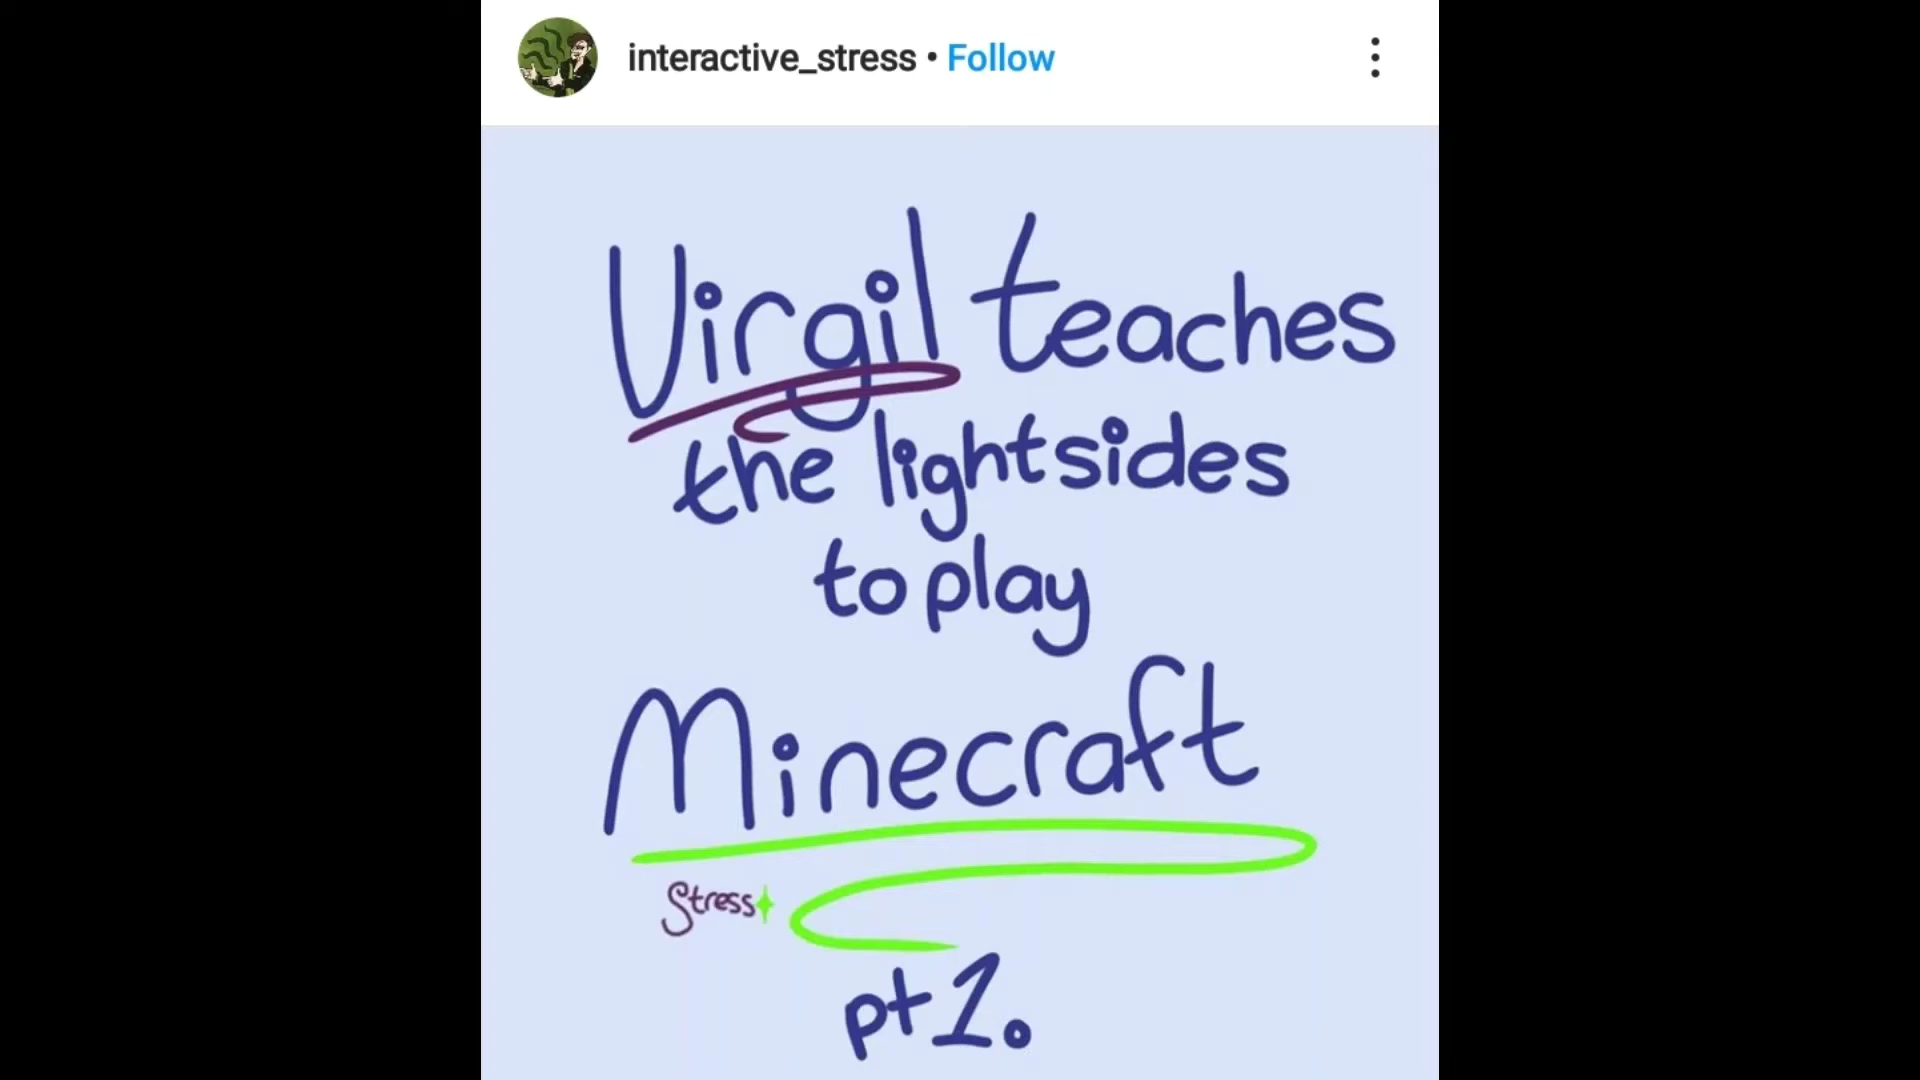 interactive_stress • Follow
Virgil teaches
the lightsides
to play
Minecraft
Stress
pt 1.